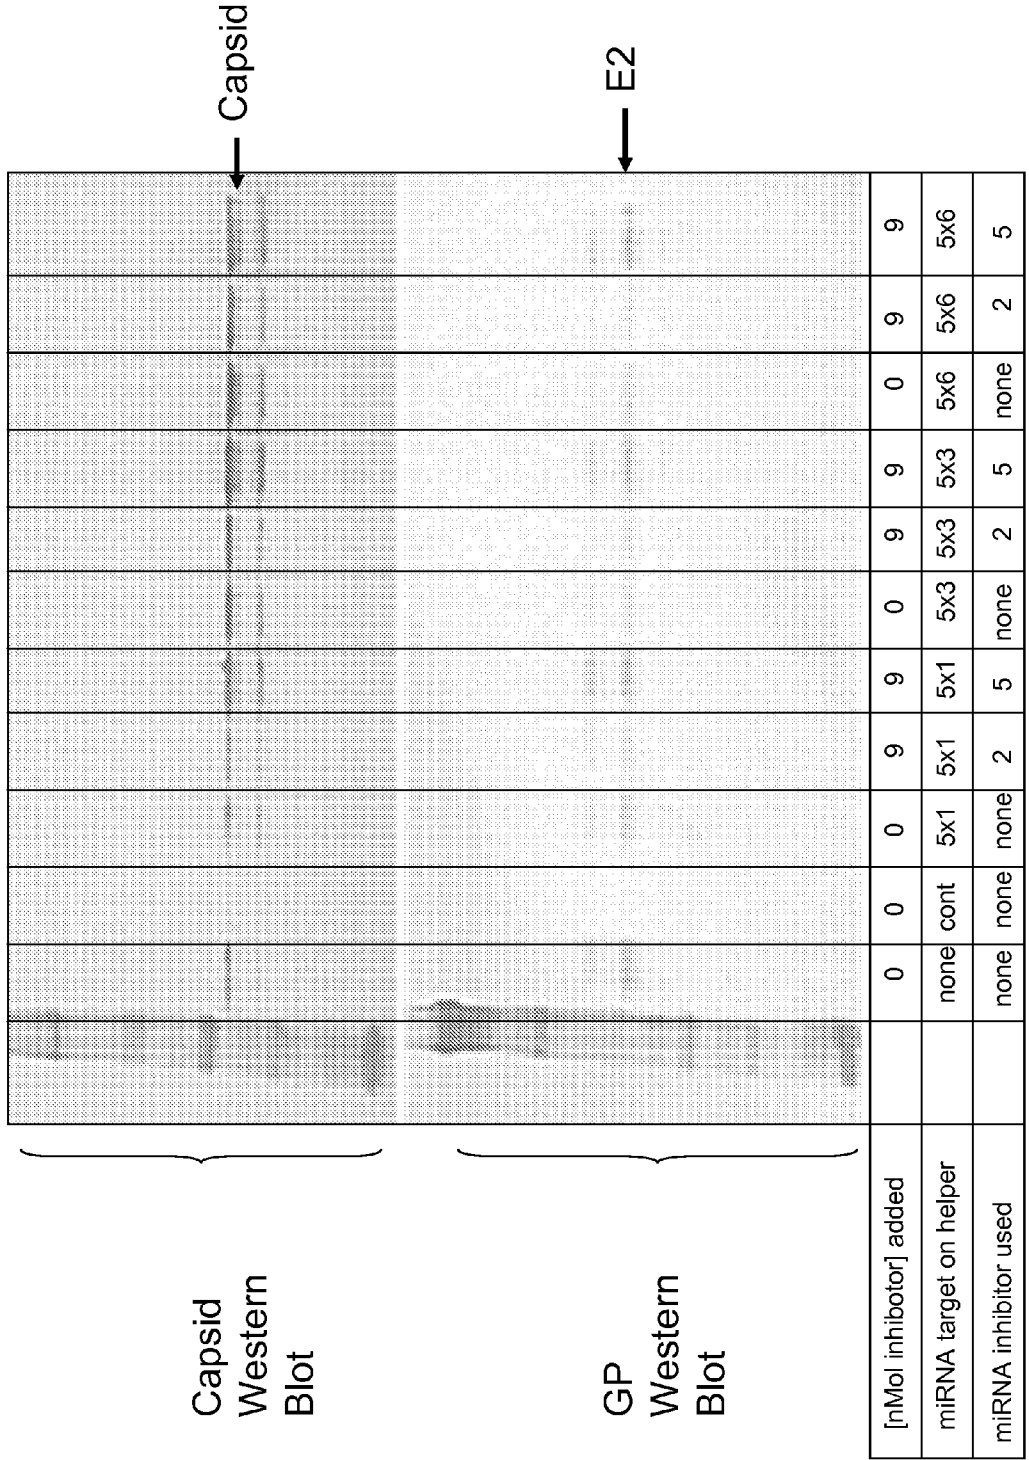 Capsid
Western
Blot
Capsid
GP
Western
Blot
E2
[nMol inhibotor] added 0 0 0 9 9 0 9 9 0 9 9
miRNA target on helper none cont 5x1 5x1 5x1 5x3 5x3 5x3 5x6 5x6 5x6
miRNA inhibitor used none none none 2 5 none 2 5 none 2 5